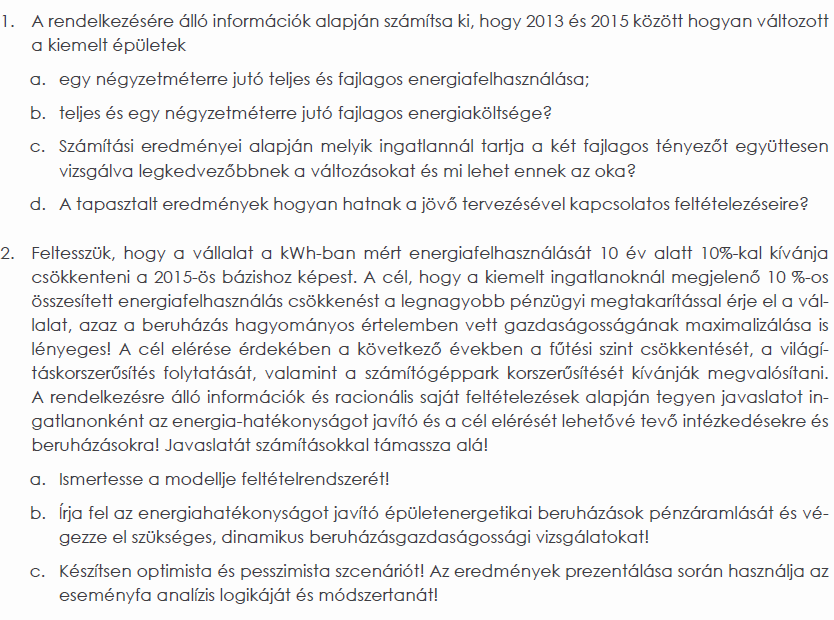 1. A rendelkezésére álló információk alapján számítsa ki, hogy 2013 és 2015 között hogyan változott
a kiemelt épületek
a. egy négyzetméterre jutó teljes és fajlagos energiafelhasználása;
b. teljes és egy négyzetméterre jutó fajlagos energiaköltsége?
c. Számítási eredményei alapján melyik ingatlannál tartja a két fajlagos tényezőt együttesen
vizsgálva legkedvezőbbnek a változásokat és mi lehet ennek az oka?
d. A tapasztalt eredmények hogyan hatnak a jövő tervezésével kapcsolatos feltételezéseire?
2. Feltesszük, hogy a vállalat a kWh-ban mért energiafelhasználását 10 év alatt 10%-kal kívánja
csökkenteni a 2015-ös bázishoz képest. A cél, hogy a kiemelt ingatlanoknál megjelenő 10 %-os
összesített energiafelhasználás csökkenést a legnagyobb pénzügyi megtakarítással érje el a vál-
lalat, azaz a beruházás hagyományos értelemben vett gazdaságosságának maximalizálása is
lényeges! A cél elérése érdekében a következő években a fűtési szint csökkentését, a világí-
táskorszerűsítés folytatását, valamint a számítógéppark korszerűsítését kívánják megvalósítani.
A rendelkezésre álló információk és racionális saját feltételezések alapján tegyen javaslatot in-
gatlanonként az energia-hatékonyságot javító és a cél elérését lehetővé tevő intézkedésekre és
beruházásokra! Javaslatát számításokkal támassza alá!
a. Ismertesse a modellje feltételrendszerét!
b. Írja fel az energiahatékonyságot javító épületenergetikai beruházások pénzáramlását és vé-
gezze el szükséges, dinamikus beruházásgazdaságossági vizsgálatokat!
c. Készítsen optimista és pesszimista szcenáriót! Az eredmények prezentálása során használja az
eseményfa analízis logikáját és módszertanát!